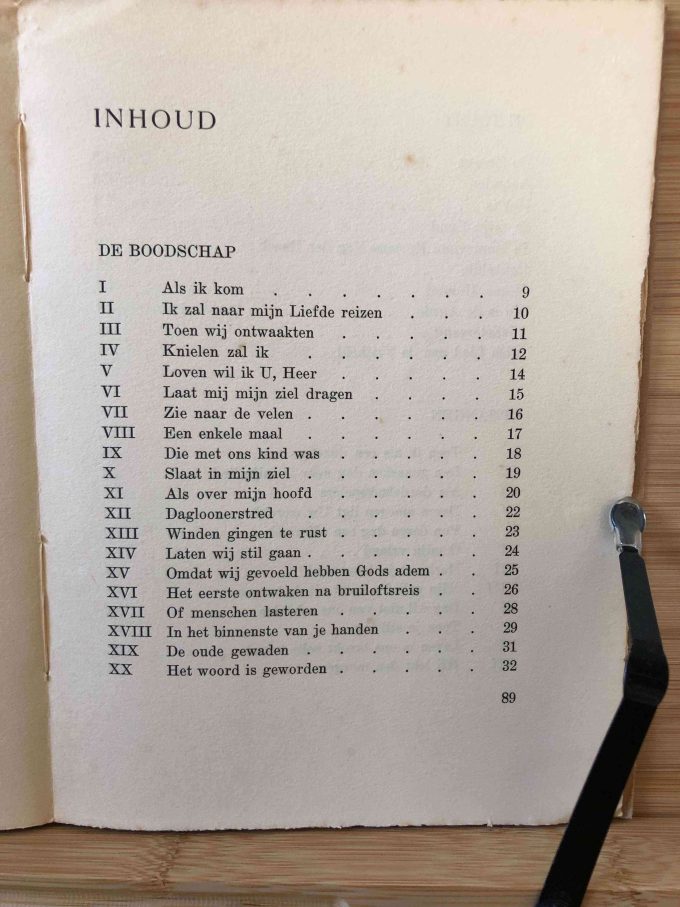 INHOUD
DE BOODSCHAP
I Als ik kom . . . . . . . 9
II Ik zal naar mijn Liefde reizen . . . 10
III Toen wij ontwaakten . . . . . 11
IV Knielen zal ik . . . . . . 12
V Loven wil ik U, Heer . . . . . 14
VI Laat mij mijn ziel dragen . . . . 15
VII Zie naar de velen . . . . . . 16
VIII Een enkele maal . . . . . . 17
IX Die met ons kind was . . . . . 18
X Slaat in mijn ziel . . . . . 19
XI Als over mijn hoofd . . . . . . 20
XII Dagloonerstred . . . . . . 22
XIII Winden gingen te rust . . . . . 23
XIV Laten wij stil gaan . . . . . . 24
XV Omdat wij gevoeld hebben Gods adem . . 25
XVI Het eerste ontwaken na bruiloftsreis . . 26
XVII Of menschen lasteren . . . . . 28
XVIII In het binnenste van je handen . . . 29
XIX De oude gewaden . . . . . . 31
XX Het woord is geworden . . . . . 32
89